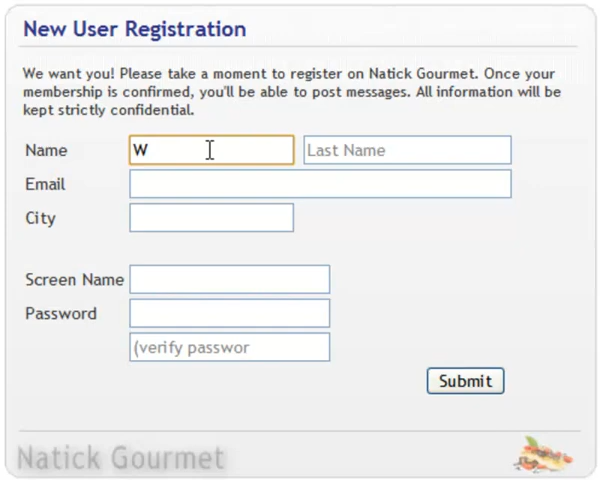 New User Registration
We want you! Please take a moment to register on Natick Gourmet. Once your
membership is confirmed, you'll be able to post messages. All information will be
kept strictly confidential.
Name W Last Name
Email
City
Screen Name
Password
(verify passwor
Submit
Natick Gourmet